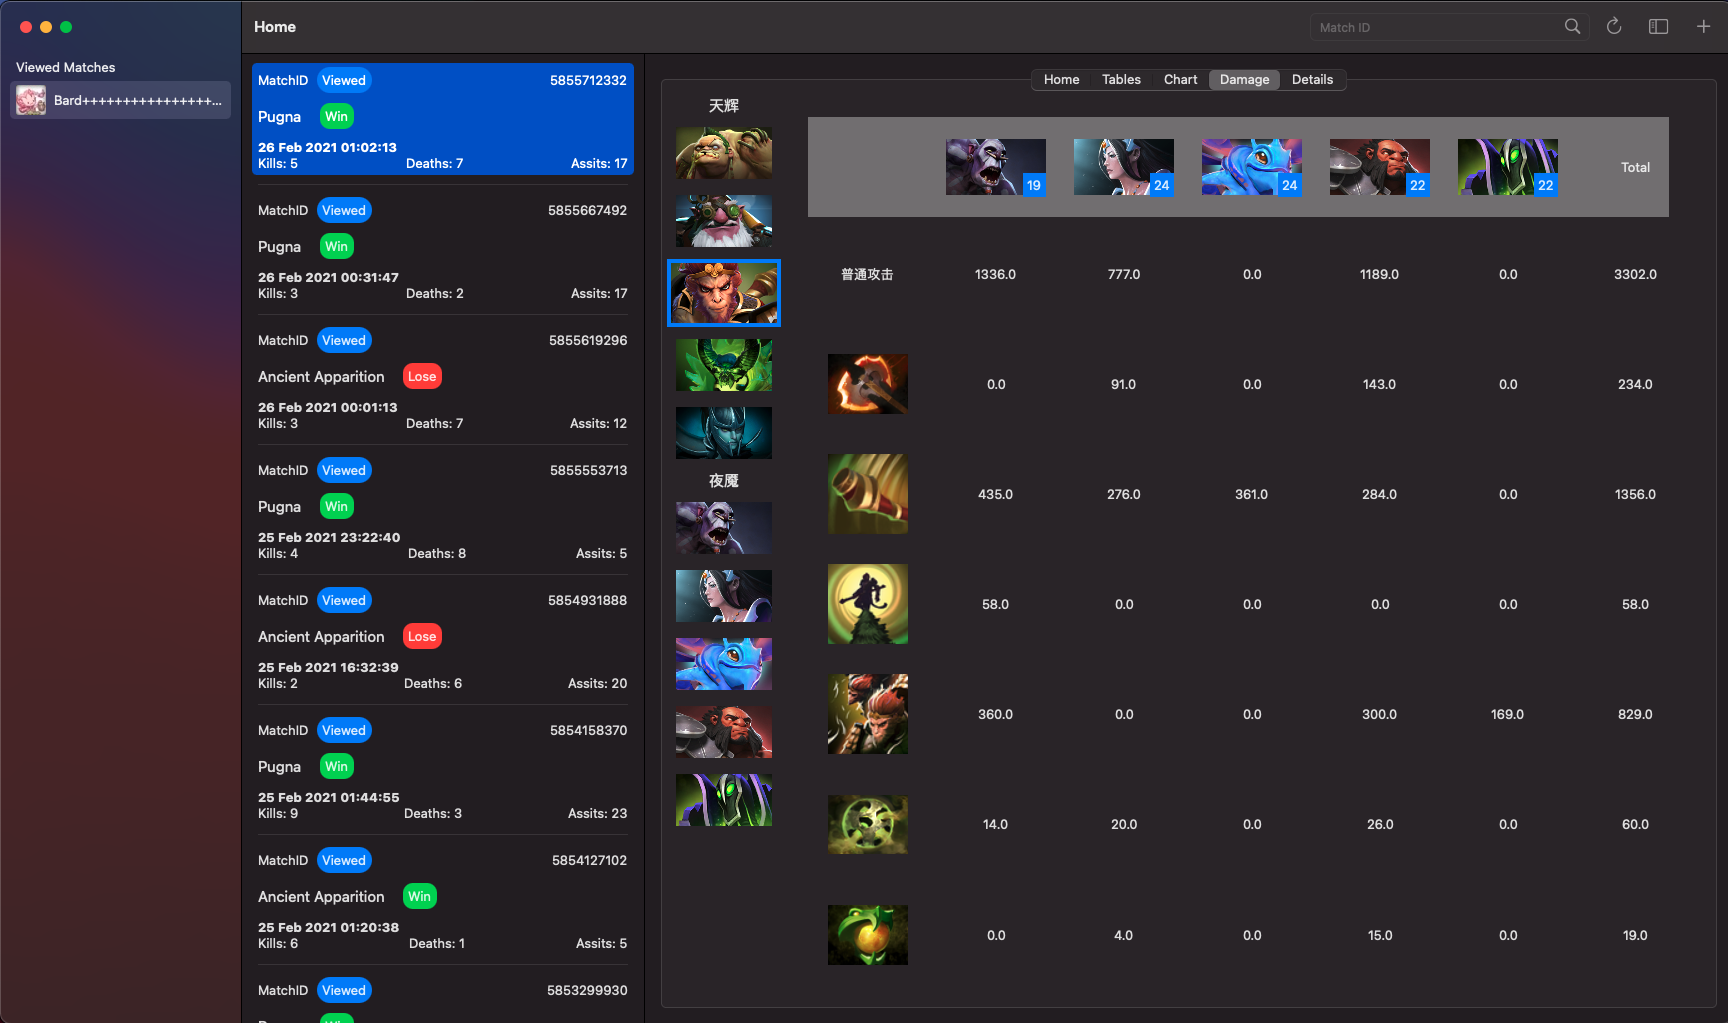 Home
Match ID
Viewed Matches
Bard++++++++++++++++...
MatchID Viewed 5855712332
Pugna Win
26 Feb 2021 01:02:13
Kills: 5 Deaths: 7 Assits: 17
MatchID Viewed 5855667492
Pugna Win
26 Feb 2021 00:31:47
Kills: 3 Deaths: 2 Assits: 17
MatchID Viewed 5855619296
Ancient Apparition Lose
26 Feb 2021 00:01:13
Kills: 3 Deaths: 7 Assits: 12
MatchID Viewed 5855553713
Pugna Win
25 Feb 2021 23:22:40
Kills: 4 Deaths: 8 Assits: 5
MatchID Viewed 5854931888
Ancient Apparition Lose
25 Feb 2021 16:32:39
Kills: 2 Deaths: 6 Assits: 20
MatchID Viewed 5854158370
Pugna Win
25 Feb 2021 01:44:55
Kills: 9 Deaths: 3 Assits: 23
MatchID Viewed 5854127102
Ancient Apparition Win
25 Feb 2021 01:20:38
Kills: 6 Deaths: 1 Assits: 5
MatchID Viewed 5853299930
Home Tables Chart Damage Details
天辉
夜魇
19 24 24 22 22 Total
普通攻击 1336.0 777.0 0.0 1189.0 0.0 3302.0
0.0 91.0 0.0 143.0 0.0 234.0
435.0 276.0 361.0 284.0 0.0 1356.0
58.0 0.0 0.0 0.0 0.0 58.0
360.0 0.0 0.0 300.0 169.0 829.0
14.0 20.0 0.0 26.0 0.0 60.0
0.0 4.0 0.0 15.0 0.0 19.0